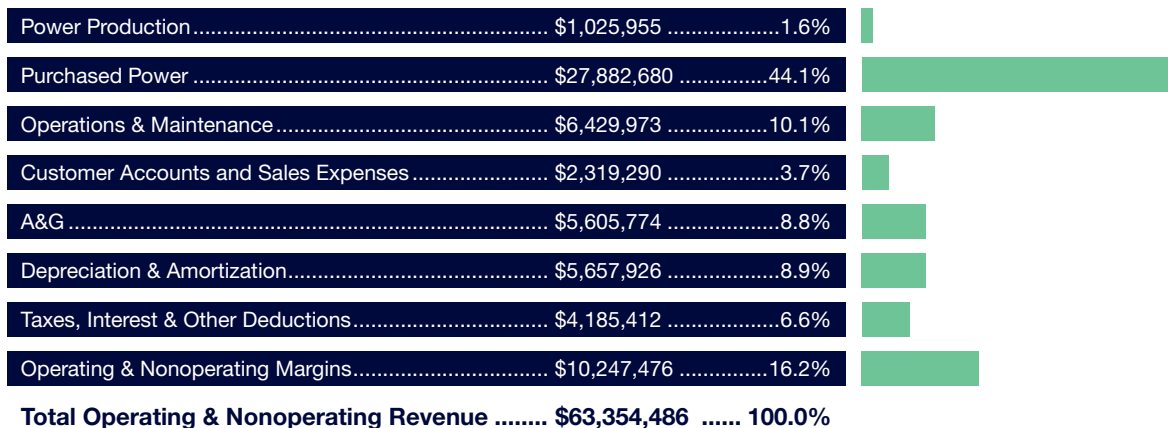 Power Production ............................................................ $1,025,955 ...................1.6%
Purchased Power ............................................................ $27,882,680 ...............44.1%
Operations & Maintenance .............................................. $6,429,973 .................10.1%
Customer Accounts and Sales Expenses ....................... $2,319,290 ...................3.7%
A&G ................................................................................. $5,605,774 ...................8.8%
Depreciation & Amortization ............................................ $5,657,926 ...................8.9%
Taxes, Interest & Other Deductions ................................. $4,185,412 ...................6.6%
Operating & Nonoperating Margins ................................. $10,247,476 ...............16.2%
Total Operating & Nonoperating Revenue ........ $63,354,486 ...... 100.0%